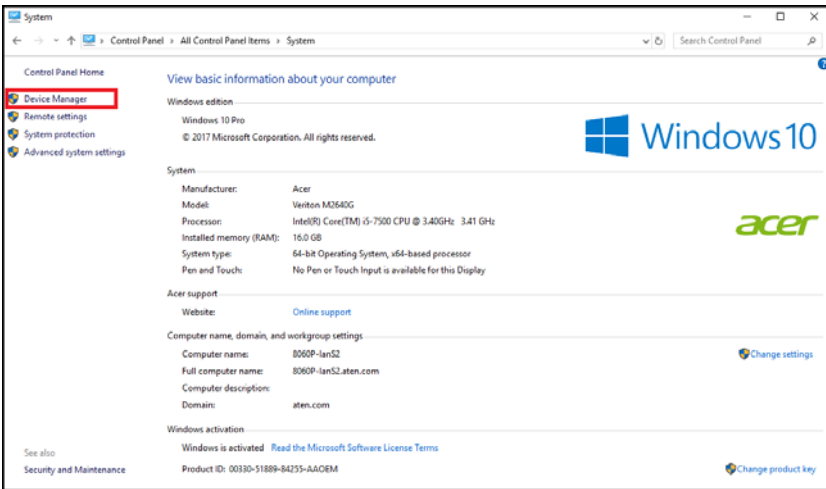 System
Control Panel > All Control Panel Items > System
Search Control Panel
Control Panel Home
Device Manager
Remote settings
System protection
Advanced system settings
View basic information about your computer
Windows edition
Windows 10 Pro
© 2017 Microsoft Corporation. All rights reserved.
Windows 10
System
Manufacturer: Acer
Model: Veriton M2640G
Processor: Intel(R) Core(TM) i5-7500 CPU @ 3.40GHz 3.41 GHz
Installed memory (RAM): 16.0 GB
System type: 64-bit Operating System, x64-based processor
Pen and Touch: No Pen or Touch Input is available for this Display
acer
Acer support
Website: Online support
Computer name, domain, and workgroup settings
Computer name: 8060P-IanS2
Full computer name: 8060P-IanS2.aten.com
Computer description:
Domain: aten.com
Change settings
Windows activation
Windows is activated Read the Microsoft Software License Terms
Product ID: 00330-51889-84255-AAOEM
Change product key
See also
Security and Maintenance